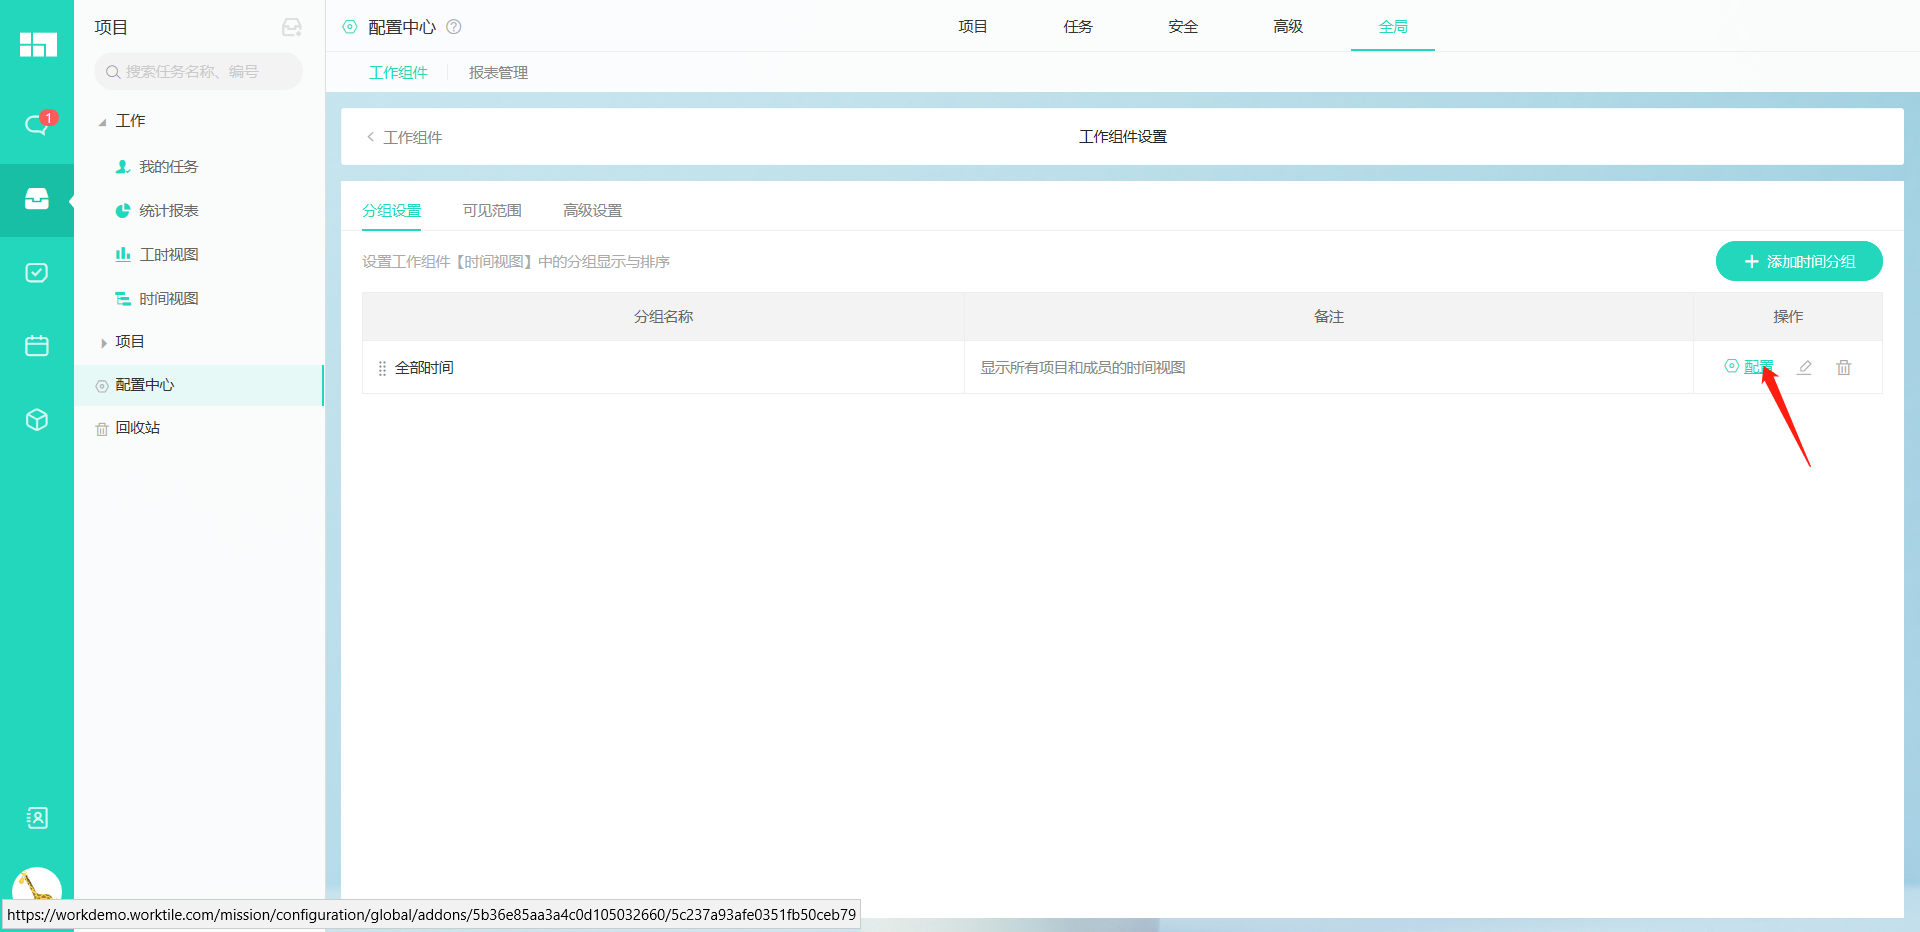 项目
搜索任务名称、编号
1
工作
我的任务
统计报表
工时视图
时间视图
项目
配置中心
回收站
配置中心
项目
任务
安全
高级
全局
工作组件
报表管理
工作组件
工作组件设置
分组设置
可见范围
高级设置
设置工作组件【时间视图】中的分组显示与排序
添加时间分组
分组名称
备注
操作
全部时间
显示所有项目和成员的时间视图
配置
https://workdemo.worktile.com/mission/configuration/global/addons/5b36e85aa3a4c0d105032660/5c237a93afe0351fb50ceb79